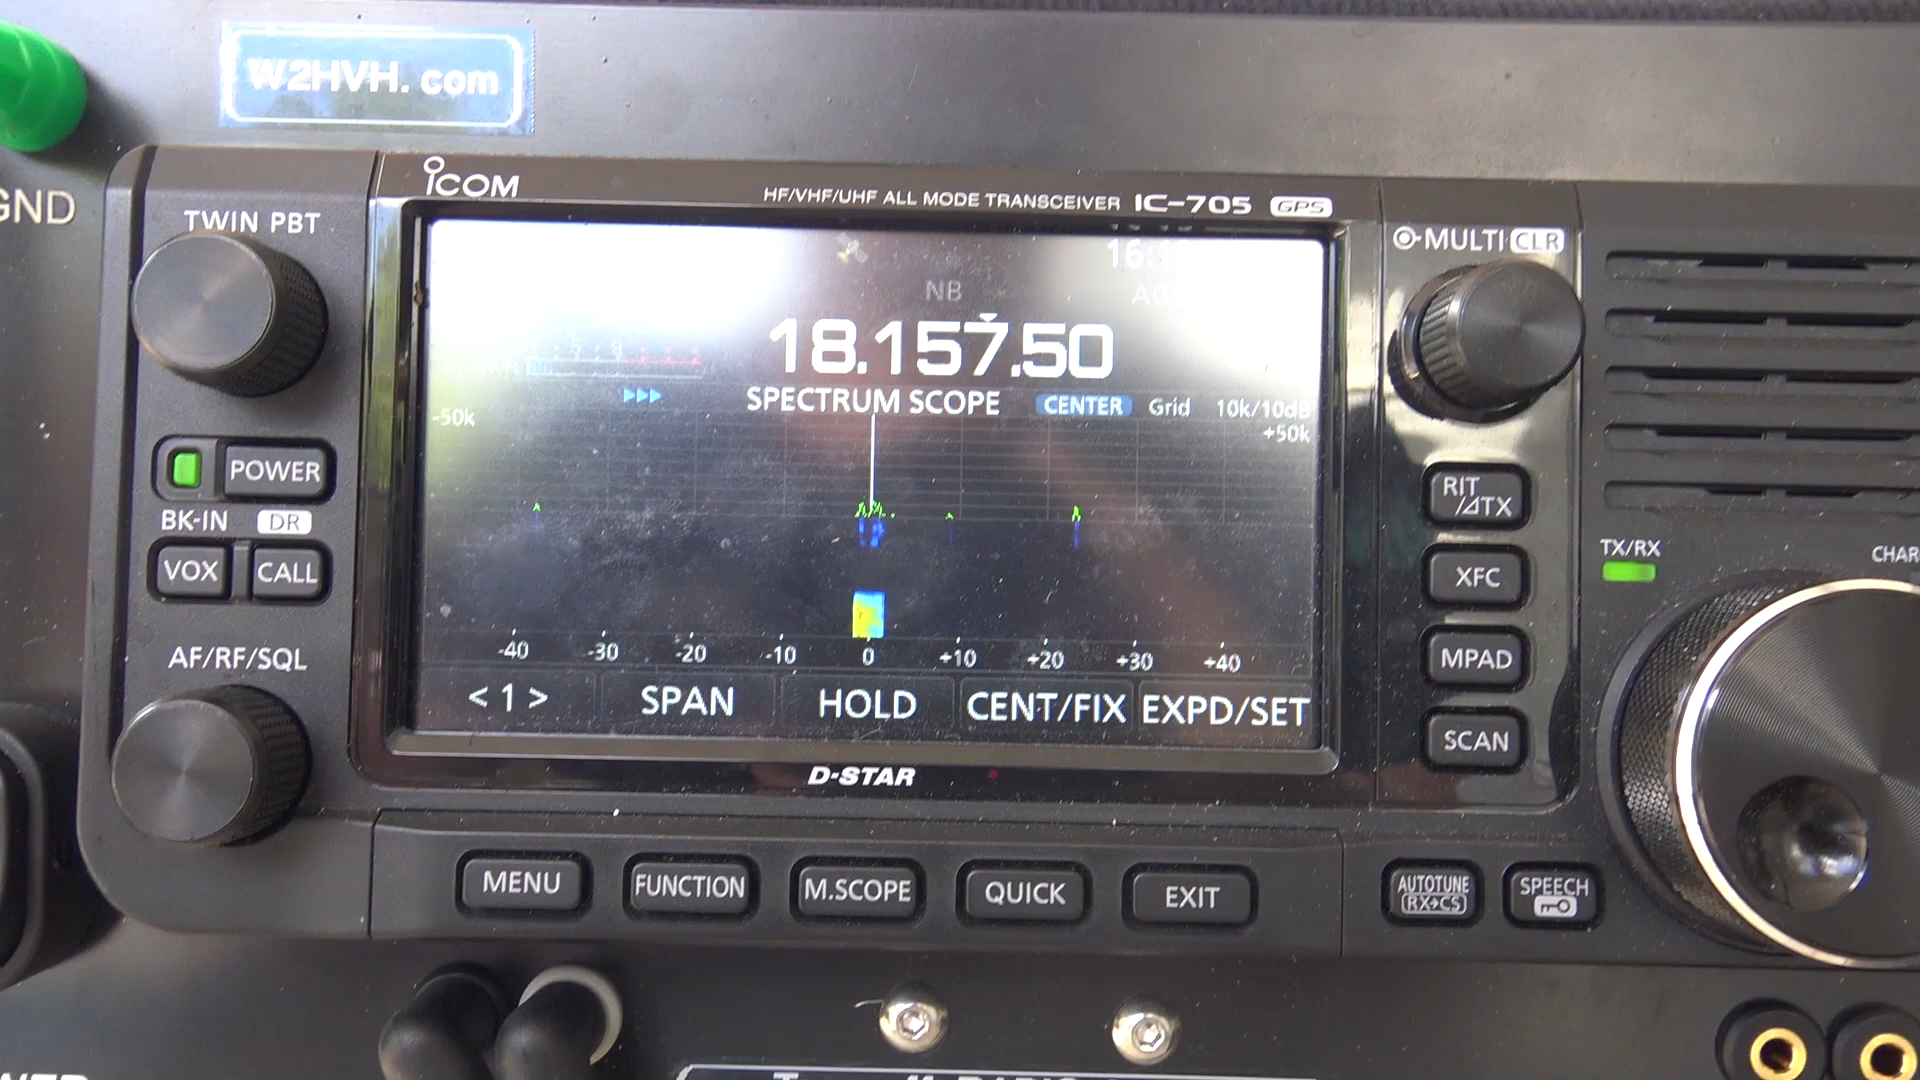 W2HVH. com
GND
ICOM
HF/VHF/UHF ALL MODE TRANSCEIVER IC-705 GPS
TWIN PBT
MULTI CLR
NB
18.157.50
SPECTRUM SCOPE CENTER Grid 10k/10dB
-50k
+50k
POWER
BK-IN DR
VOX CALL
AF/RF/SQL
-40 -30 -20 -10 0 +10 +20 +30 +40
< 1 > SPAN HOLD CENT/FIX EXPD/SET
D-STAR
RIT
/⊿TX
XFC
MPAD
SCAN
TX/RX
MENU FUNCTION M.SCOPE QUICK EXIT
AUTOTUNE
RX→CS
SPEECH